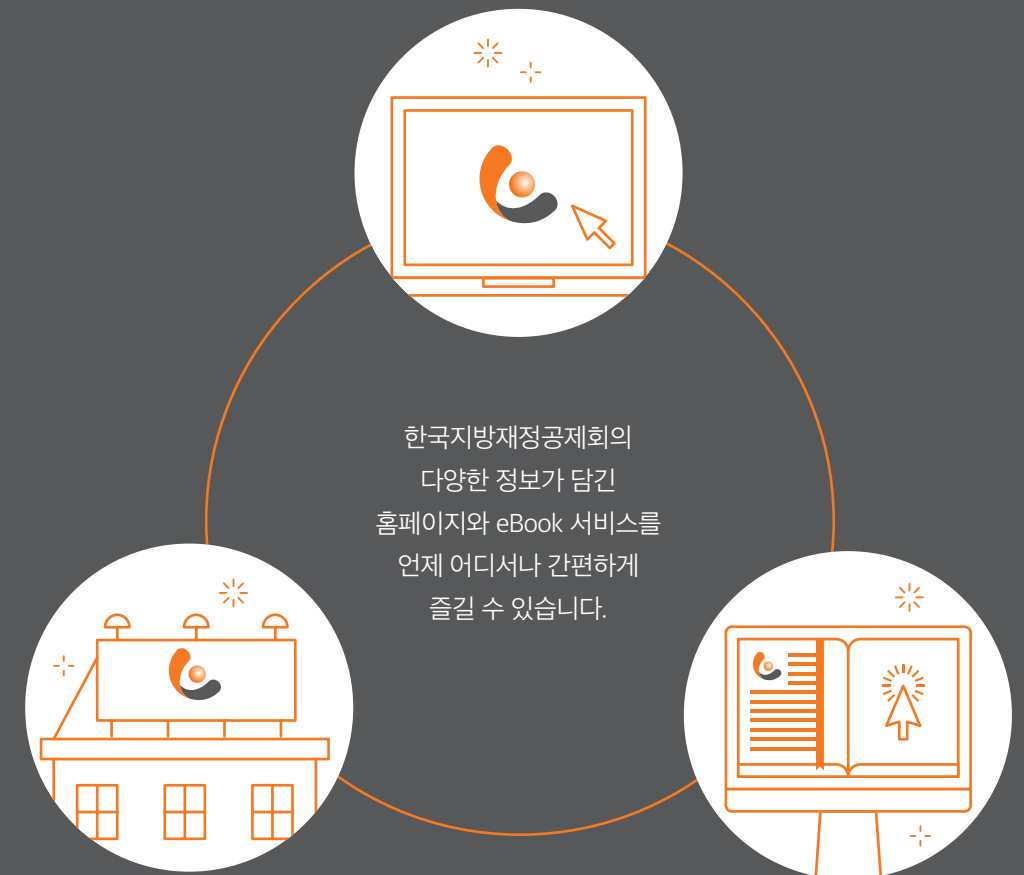 한국지방재정공제회의
다양한 정보가 담긴
홈페이지와 eBook 서비스를
언제 어디서나 간편하게
즐길 수 있습니다.